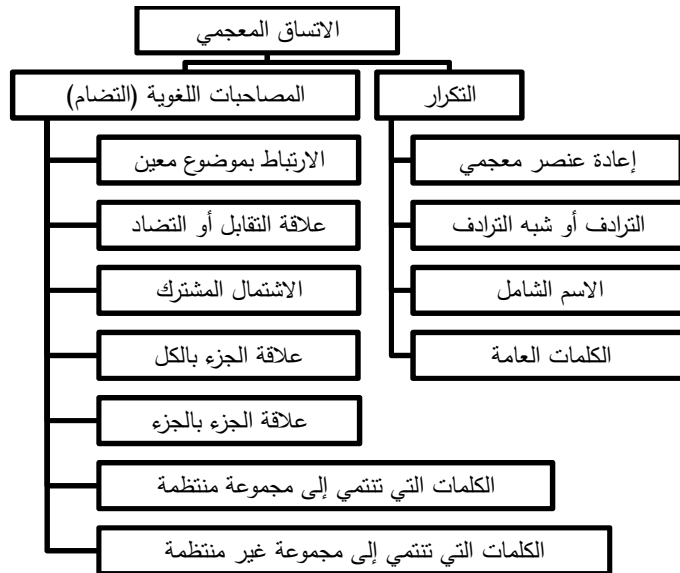 الاتساق المعجمي
التكرار
إعادة عنصر معجمي
الترادف أو شبه الترادف
الاسم الشامل
الكلمات العامة
المصاحبات اللغوية (التضام)
الارتباط بموضوع معين
علاقة التقابل أو التضاد
الاشتمال المشترك
علاقة الجزء بالكل
علاقة الجزء بالجزء
الكلمات التي تنتمي إلى مجموعة منتظمة
الكلمات التي تنتمي إلى مجموعة غير منتظمة